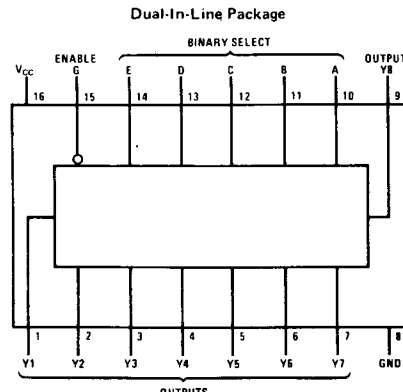 Dual-In-Line Package
BINARY SELECT
ENABLE OUTPUT
VCC G E D C B A Y8
16 15 14 13 12 11 10 9
1 2 3 4 5 6 7 8
Y1 Y2 Y3 Y4 Y5 Y6 Y7 GND
OUTPUTS